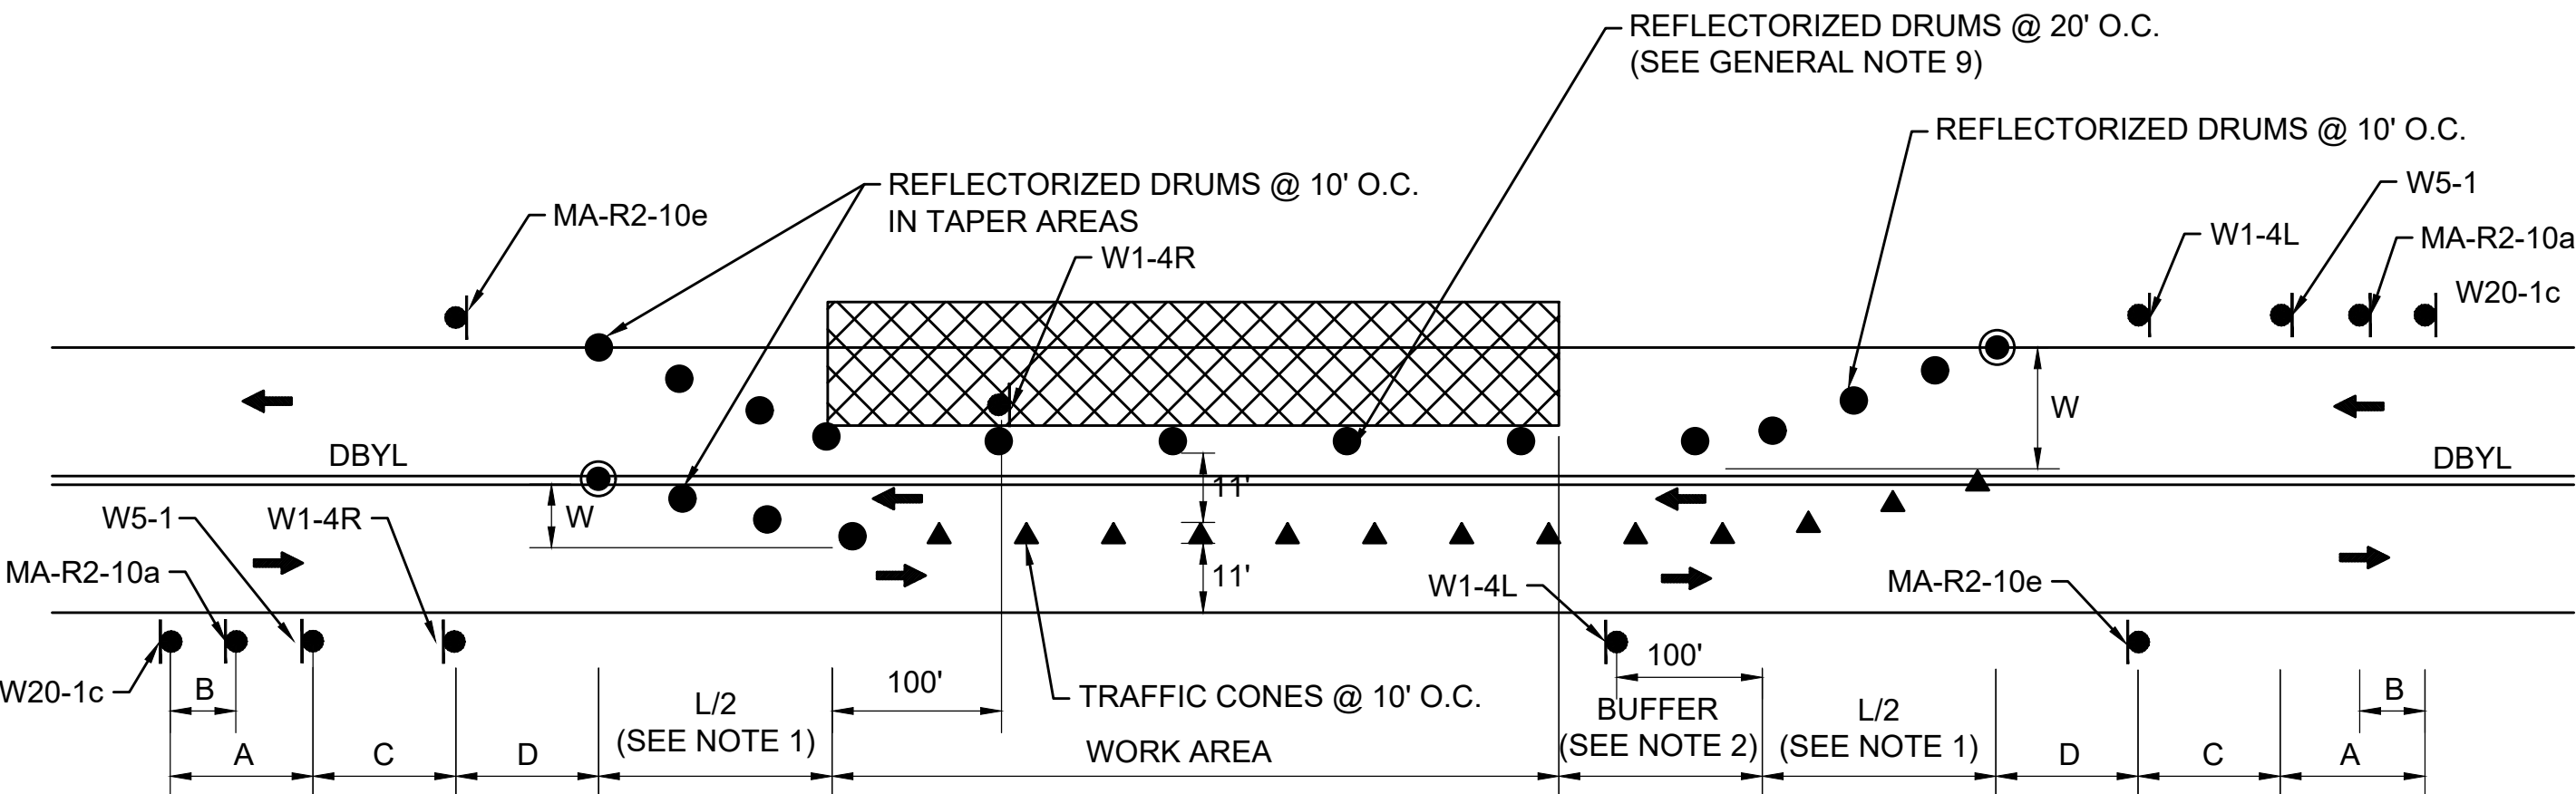 REFLECTORIZED DRUMS @ 20' O.C.
(SEE GENERAL NOTE 9)
REFLECTORIZED DRUMS @ 10' O.C.
REFLECTORIZED DRUMS @ 10' O.C.
IN TAPER AREAS
MA-R2-10e
W1-4R
W5-1
W1-4L
MA-R2-10a
W20-1c
W
DBYL
DBYL
11'
W
W5-1
W1-4R
MA-R2-10a
11'
W1-4L
MA-R2-10e
W20-1c
B
100'
100'
TRAFFIC CONES @ 10' O.C.
B
L/2
(SEE NOTE 1)
BUFFER
(SEE NOTE 2)
L/2
(SEE NOTE 1)
A
C
D
WORK AREA
D
C
A